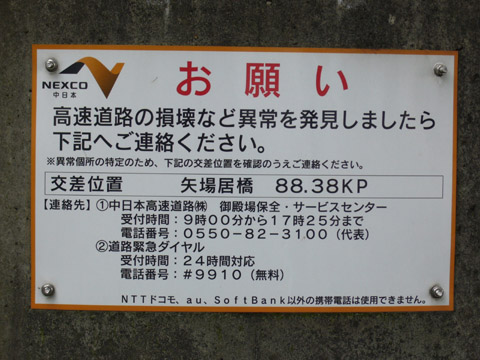 NEXCO
中日本
お願い
高速道路の損壊など異常を発見しましたら
下記へご連絡ください。
※異常個所の特定のため、下記の交差位置を確認のうえご連絡ください。
交差位置 矢場居橋 88.38KP
【連絡先】①中日本高速道路㈱ 御殿場保全・サービスセンター
受付時間：9時00分から17時25分まで
電話番号：0550-82-3100（代表）
②道路緊急ダイヤル
受付時間：24時間対応
電話番号：#9910（無料）
NTTドコモ、au、SoftBank以外の携帯電話は使用できません。